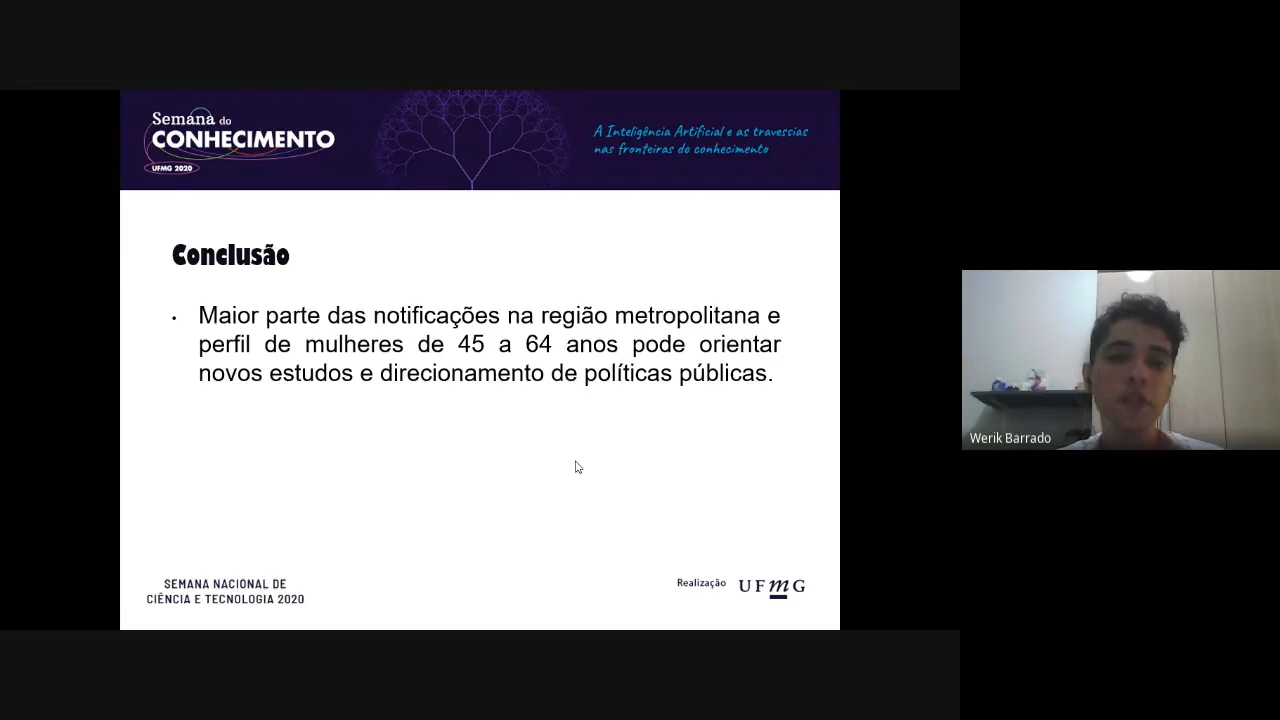 Semana do
CONHECIMENTO
UFMG 2020
A Inteligência Artificial e as travessias
nas fronteiras do conhecimento
Conclusão
• Maior parte das notificações na região metropolitana e
perfil de mulheres de 45 a 64 anos pode orientar
novos estudos e direcionamento de políticas públicas.
SEMANA NACIONAL DE
CIÊNCIA E TECNOLOGIA 2020
Realização
UFmG
Werik Barrado